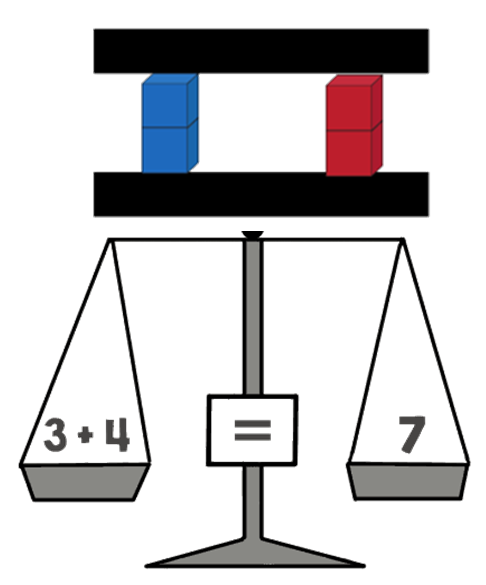 3 + 4 = 7